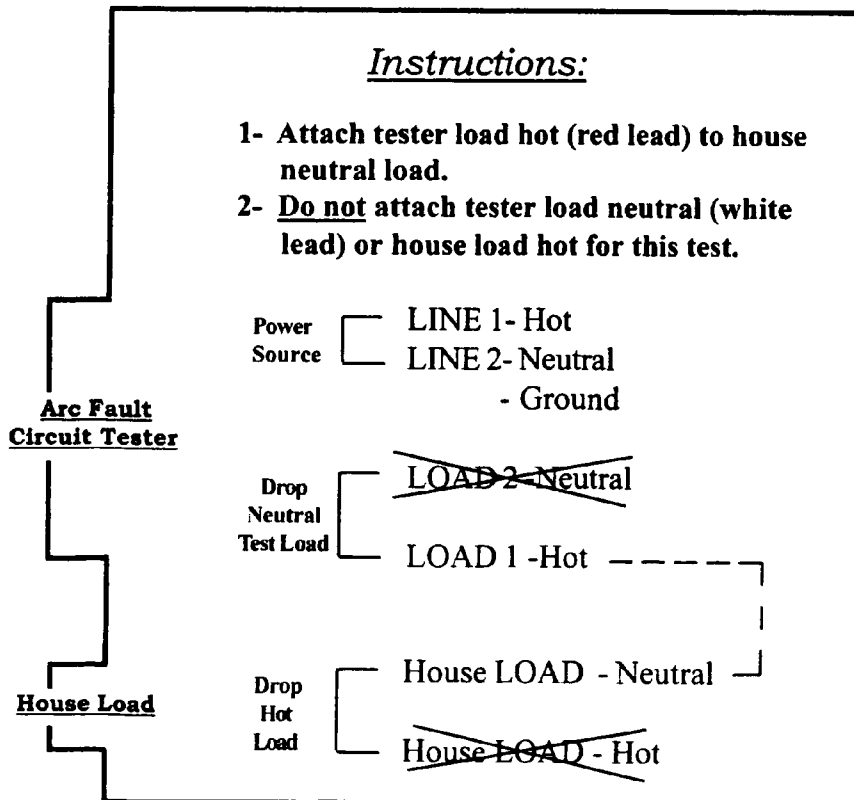 Instructions:
1- Attach tester load hot (red lead) to house
neutral load.
2- Do not attach tester load neutral (white
lead) or house load hot for this test.
Power
Source
LINE 1- Hot
LINE 2- Neutral
- Ground
Arc Fault
Circuit Tester
Drop
Neutral
Test Load
LOAD 2 -Neutral
LOAD 1 -Hot
House Load
Drop
Hot
Load
House LOAD - Neutral
House LOAD - Hot